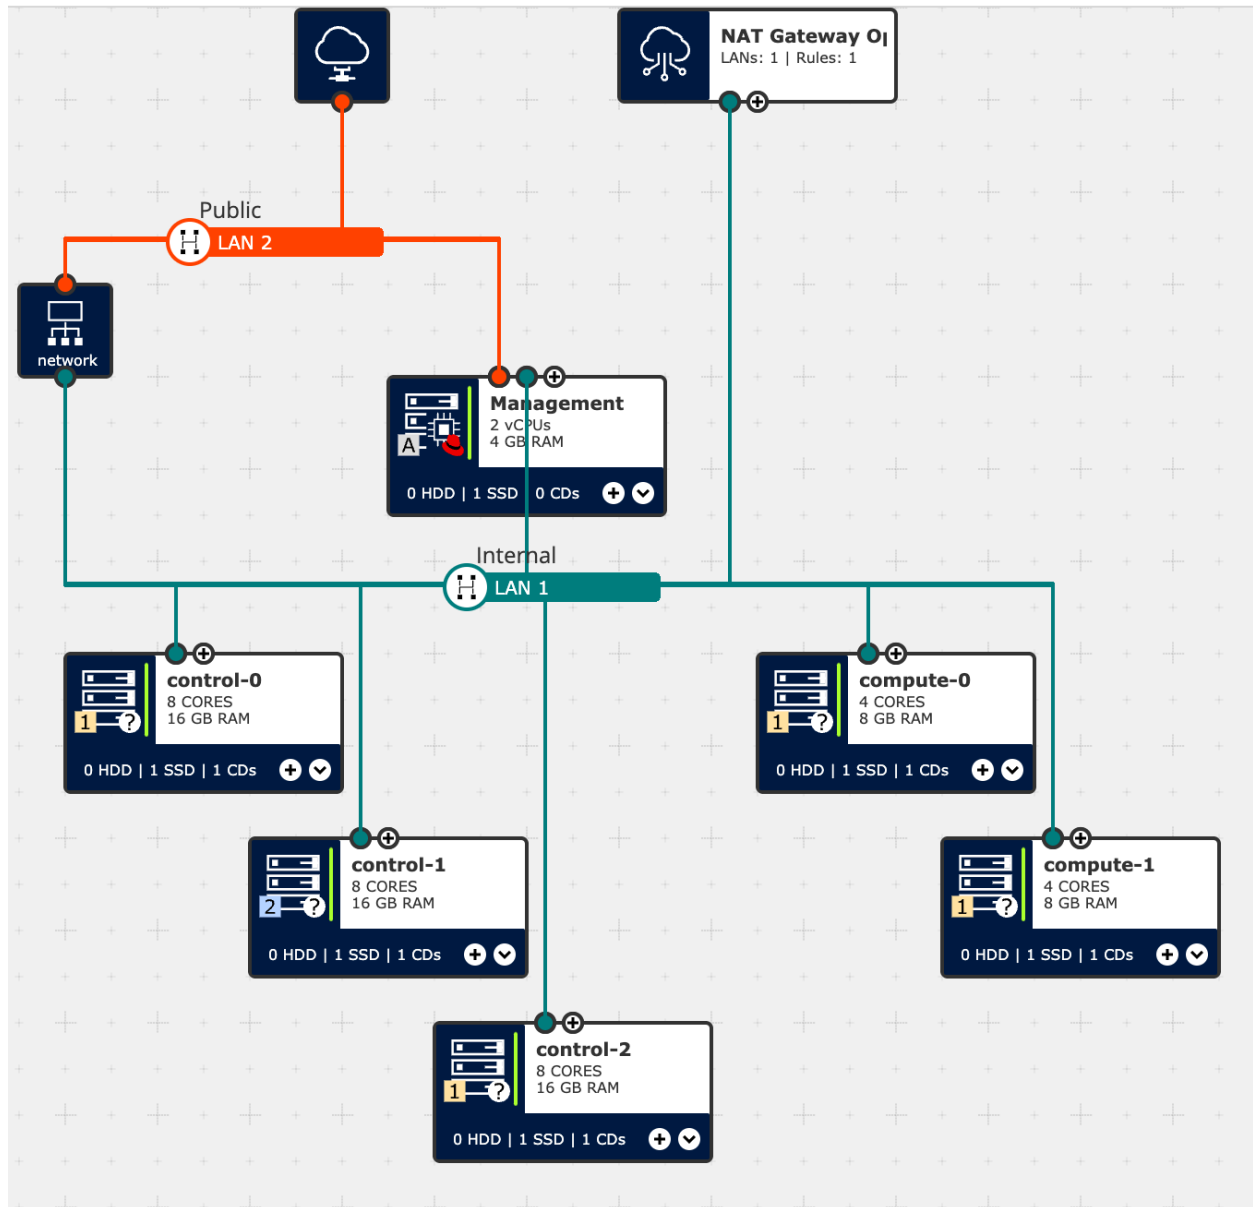 NAT Gateway Op
LANs: 1 | Rules: 1
Public
LAN 2
network
Management
2 vCPUs
4 GB RAM
A
0 HDD | 1 SSD | 0 CDs
Internal
LAN 1
control-0
8 CORES
16 GB RAM
1 ?
0 HDD | 1 SSD | 1 CDs
compute-0
4 CORES
8 GB RAM
1 ?
0 HDD | 1 SSD | 1 CDs
control-1
8 CORES
16 GB RAM
2 ?
0 HDD | 1 SSD | 1 CDs
compute-1
4 CORES
8 GB RAM
1 ?
0 HDD | 1 SSD | 1 CDs
control-2
8 CORES
16 GB RAM
1 ?
0 HDD | 1 SSD | 1 CDs